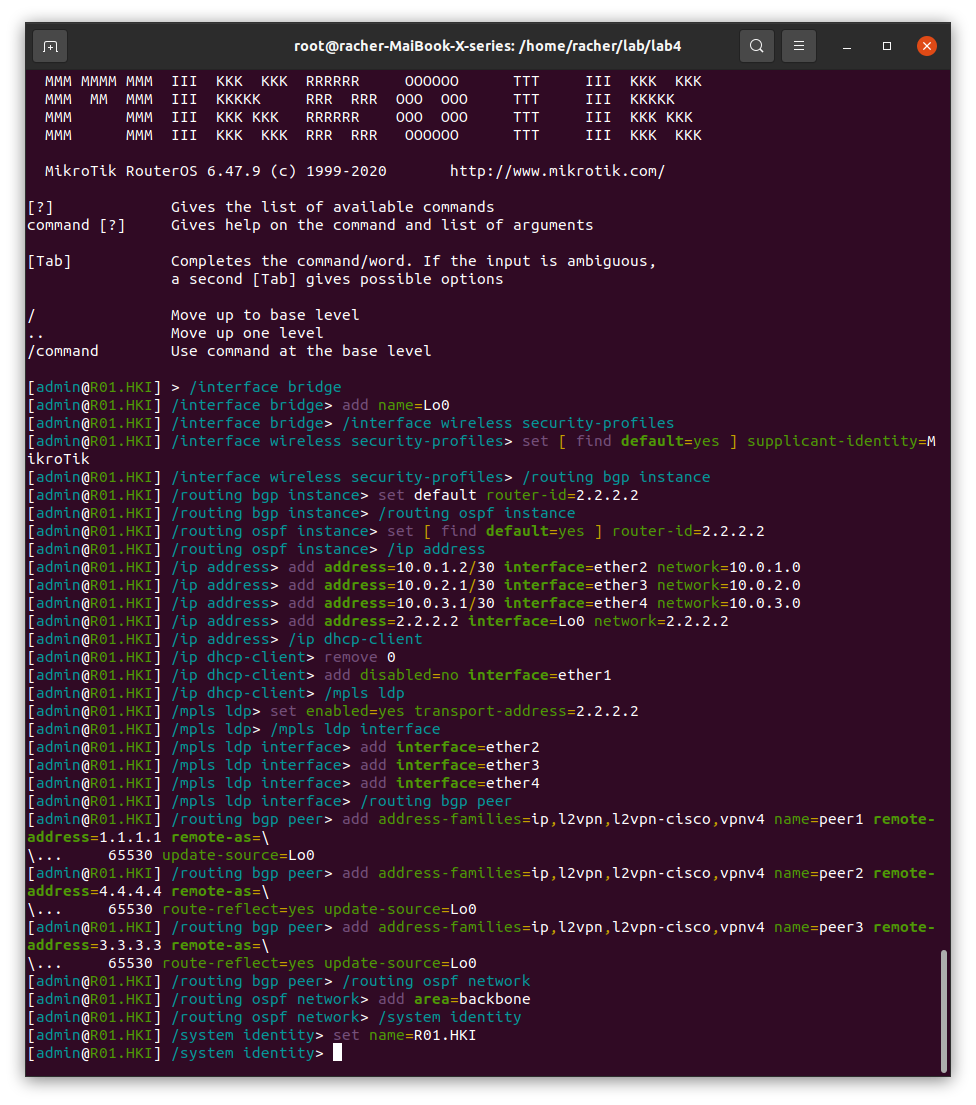 root@racher-MaiBook-X-series: /home/racher/lab/lab4
  MMM MMMM MMM  III  KKK  KKK  RRRRRR     OOOOOO      TTT      III  KKK  KKK
  MMM  MM  MMM  III  KKKKK     RRR  RRR  OOO  OOO     TTT      III  KKKKK
  MMM      MMM  III  KKK KKK   RRRRRR    OOO  OOO     TTT      III  KKK KKK
  MMM      MMM  III  KKK  KKK  RRR  RRR   OOOOOO      TTT      III  KKK  KKK
  MikroTik RouterOS 6.47.9 (c) 1999-2020       http://www.mikrotik.com/
[?]             Gives the list of available commands
command [?]     Gives help on the command and list of arguments
[Tab]           Completes the command/word. If the input is ambiguous,
                a second [Tab] gives possible options
/               Move up to base level
..              Move up one level
/command        Use command at the base level
[admin@R01.HKI] > /interface bridge
[admin@R01.HKI] /interface bridge> add name=Lo0
[admin@R01.HKI] /interface bridge> /interface wireless security-profiles
[admin@R01.HKI] /interface wireless security-profiles> set [ find default=yes ] supplicant-identity=M
ikroTik
[admin@R01.HKI] /interface wireless security-profiles> /routing bgp instance
[admin@R01.HKI] /routing bgp instance> set default router-id=2.2.2.2
[admin@R01.HKI] /routing bgp instance> /routing ospf instance
[admin@R01.HKI] /routing ospf instance> set [ find default=yes ] router-id=2.2.2.2
[admin@R01.HKI] /routing ospf instance> /ip address
[admin@R01.HKI] /ip address> add address=10.0.1.2/30 interface=ether2 network=10.0.1.0
[admin@R01.HKI] /ip address> add address=10.0.2.1/30 interface=ether3 network=10.0.2.0
[admin@R01.HKI] /ip address> add address=10.0.3.1/30 interface=ether4 network=10.0.3.0
[admin@R01.HKI] /ip address> add address=2.2.2.2 interface=Lo0 network=2.2.2.2
[admin@R01.HKI] /ip address> /ip dhcp-client
[admin@R01.HKI] /ip dhcp-client> remove 0
[admin@R01.HKI] /ip dhcp-client> add disabled=no interface=ether1
[admin@R01.HKI] /ip dhcp-client> /mpls ldp
[admin@R01.HKI] /mpls ldp> set enabled=yes transport-address=2.2.2.2
[admin@R01.HKI] /mpls ldp> /mpls ldp interface
[admin@R01.HKI] /mpls ldp interface> add interface=ether2
[admin@R01.HKI] /mpls ldp interface> add interface=ether3
[admin@R01.HKI] /mpls ldp interface> add interface=ether4
[admin@R01.HKI] /mpls ldp interface> /routing bgp peer
[admin@R01.HKI] /routing bgp peer> add address-families=ip,l2vpn,l2vpn-cisco,vpnv4 name=peer1 remote-
address=1.1.1.1 remote-as=\
\...     65530 update-source=Lo0
[admin@R01.HKI] /routing bgp peer> add address-families=ip,l2vpn,l2vpn-cisco,vpnv4 name=peer2 remote-
address=4.4.4.4 remote-as=\
\...     65530 route-reflect=yes update-source=Lo0
[admin@R01.HKI] /routing bgp peer> add address-families=ip,l2vpn,l2vpn-cisco,vpnv4 name=peer3 remote-
address=3.3.3.3 remote-as=\
\...     65530 route-reflect=yes update-source=Lo0
[admin@R01.HKI] /routing bgp peer> /routing ospf network
[admin@R01.HKI] /routing ospf network> add area=backbone
[admin@R01.HKI] /routing ospf network> /system identity
[admin@R01.HKI] /system identity> set name=R01.HKI
[admin@R01.HKI] /system identity>